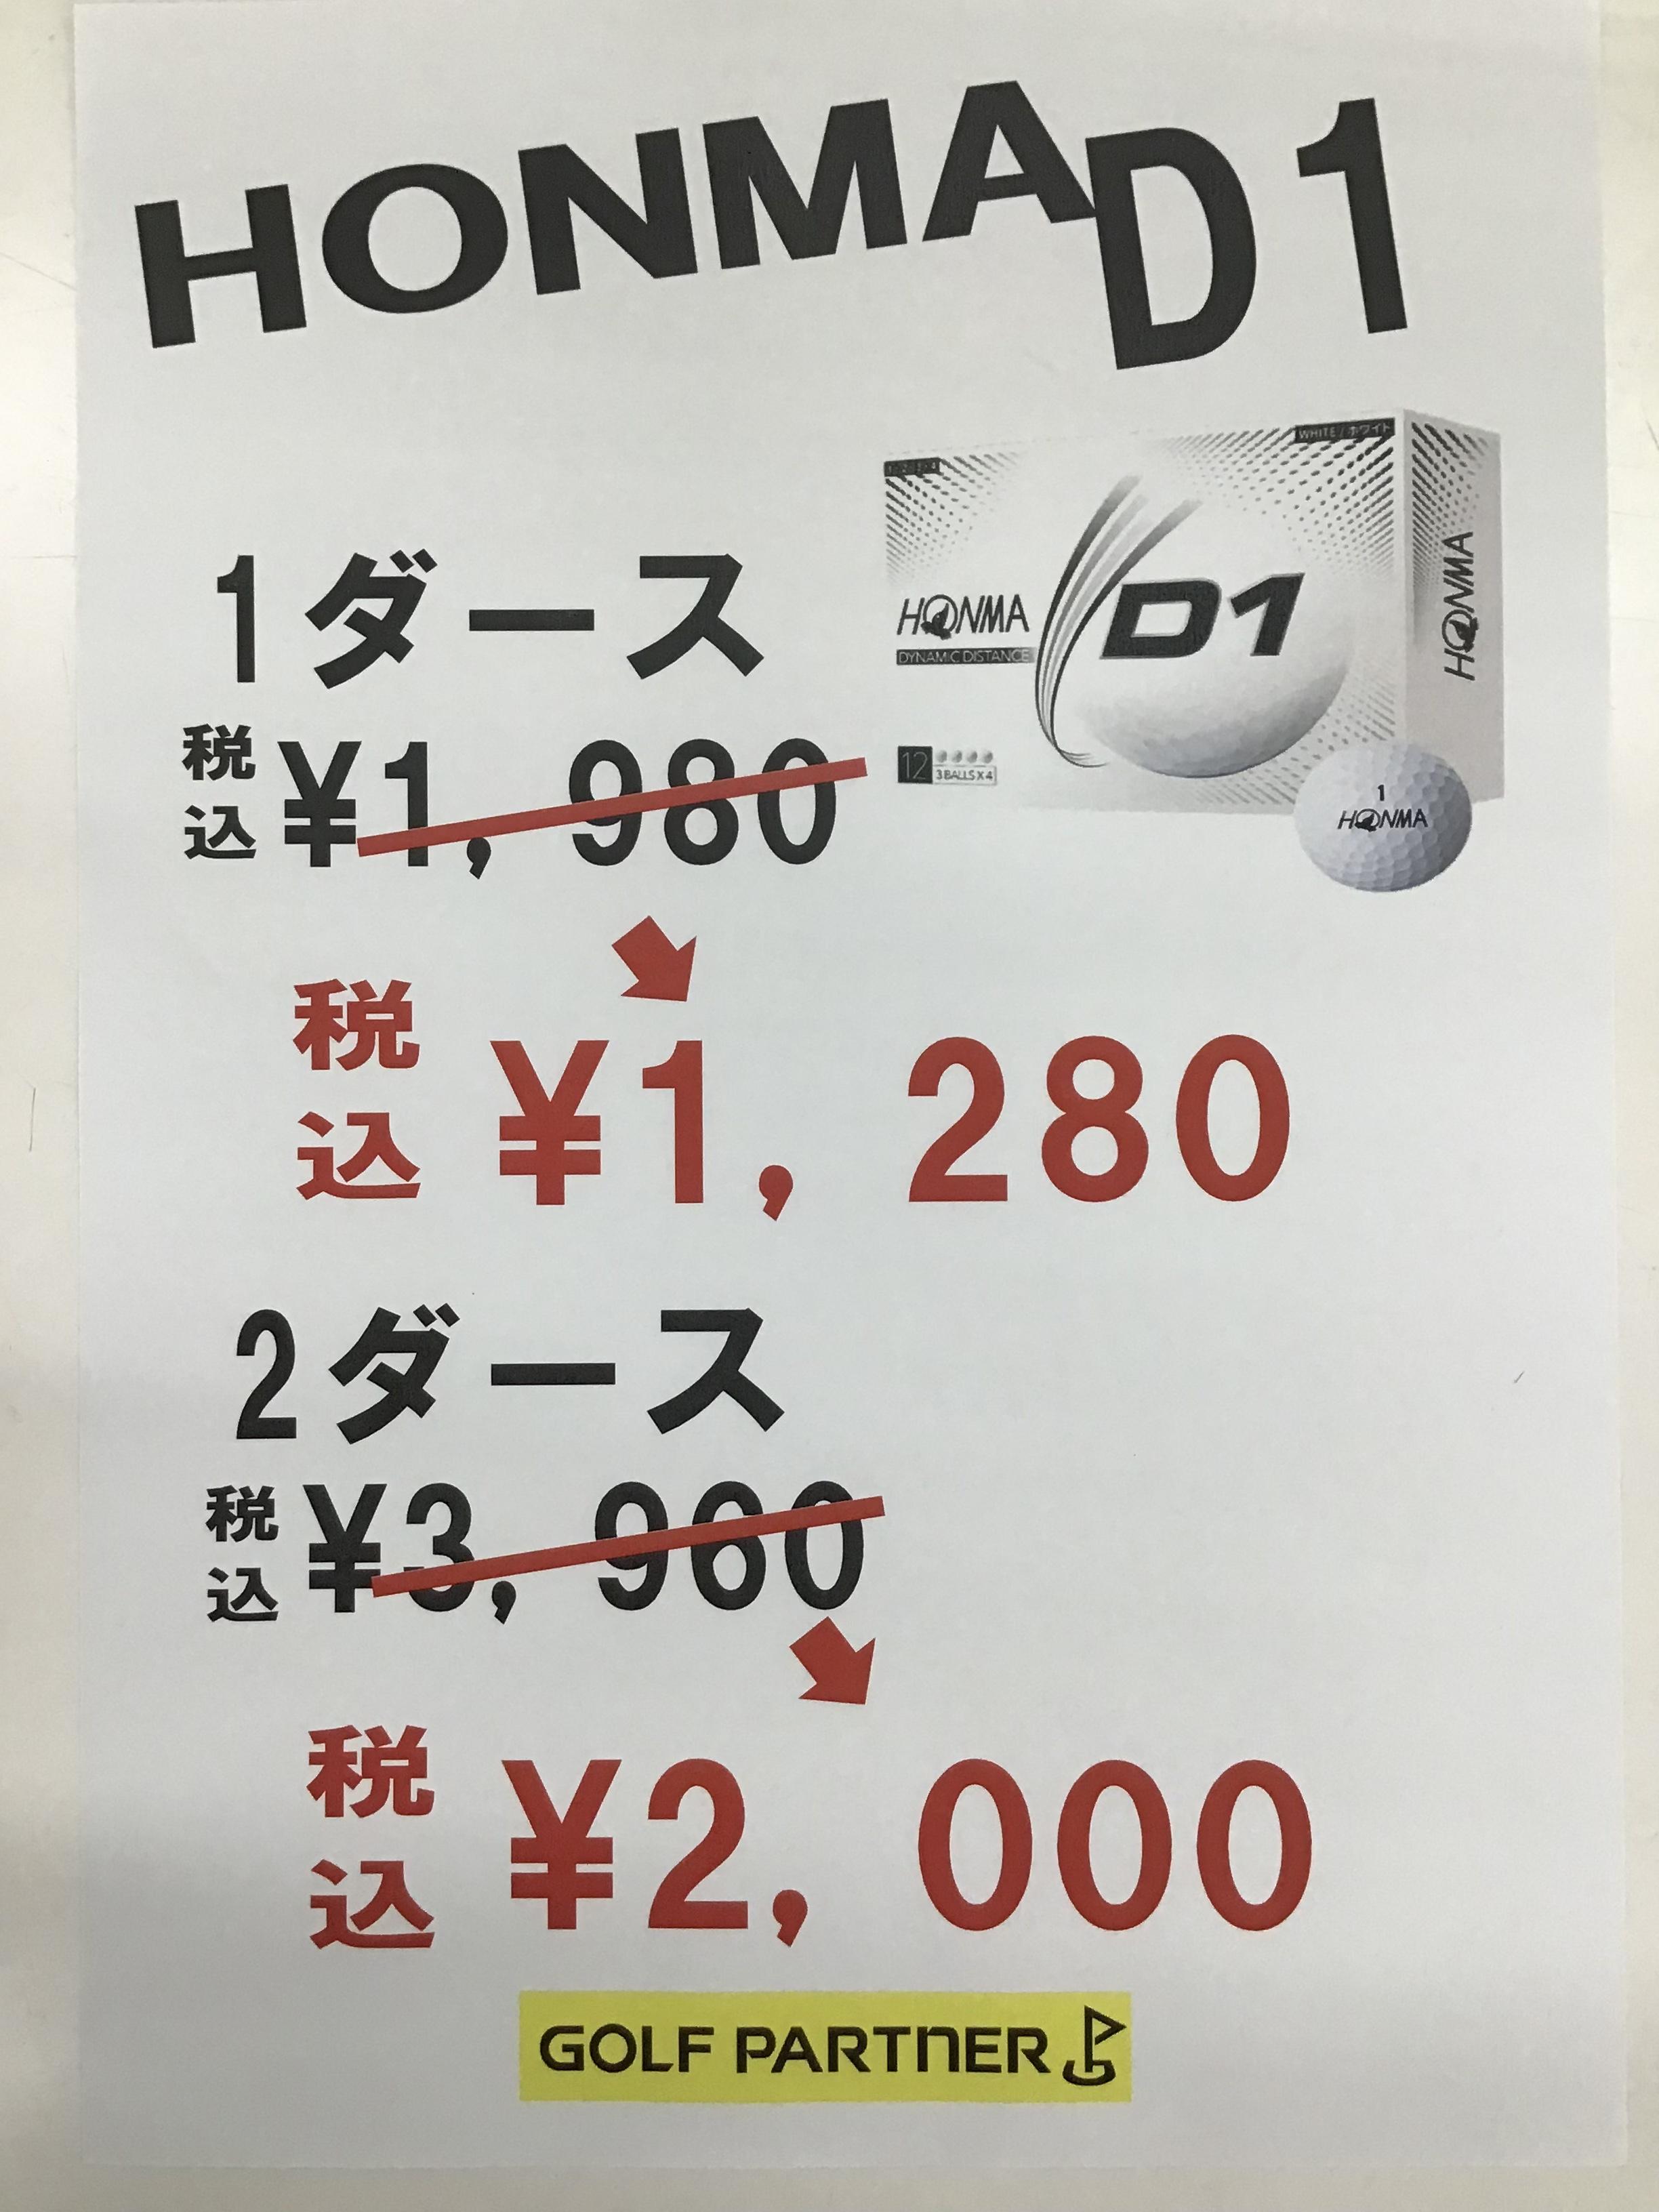 HONMA D1
WHITE / ホワイト
HONMA
D1
DYNAMIC DISTANCE
HONMA
12
3 BALLS X 4
1
HONMA
1ダース
税込 ¥1,980
税込 ¥1,280
2ダース
税込 ¥3,960
税込 ¥2,000
GOLF PARTNER